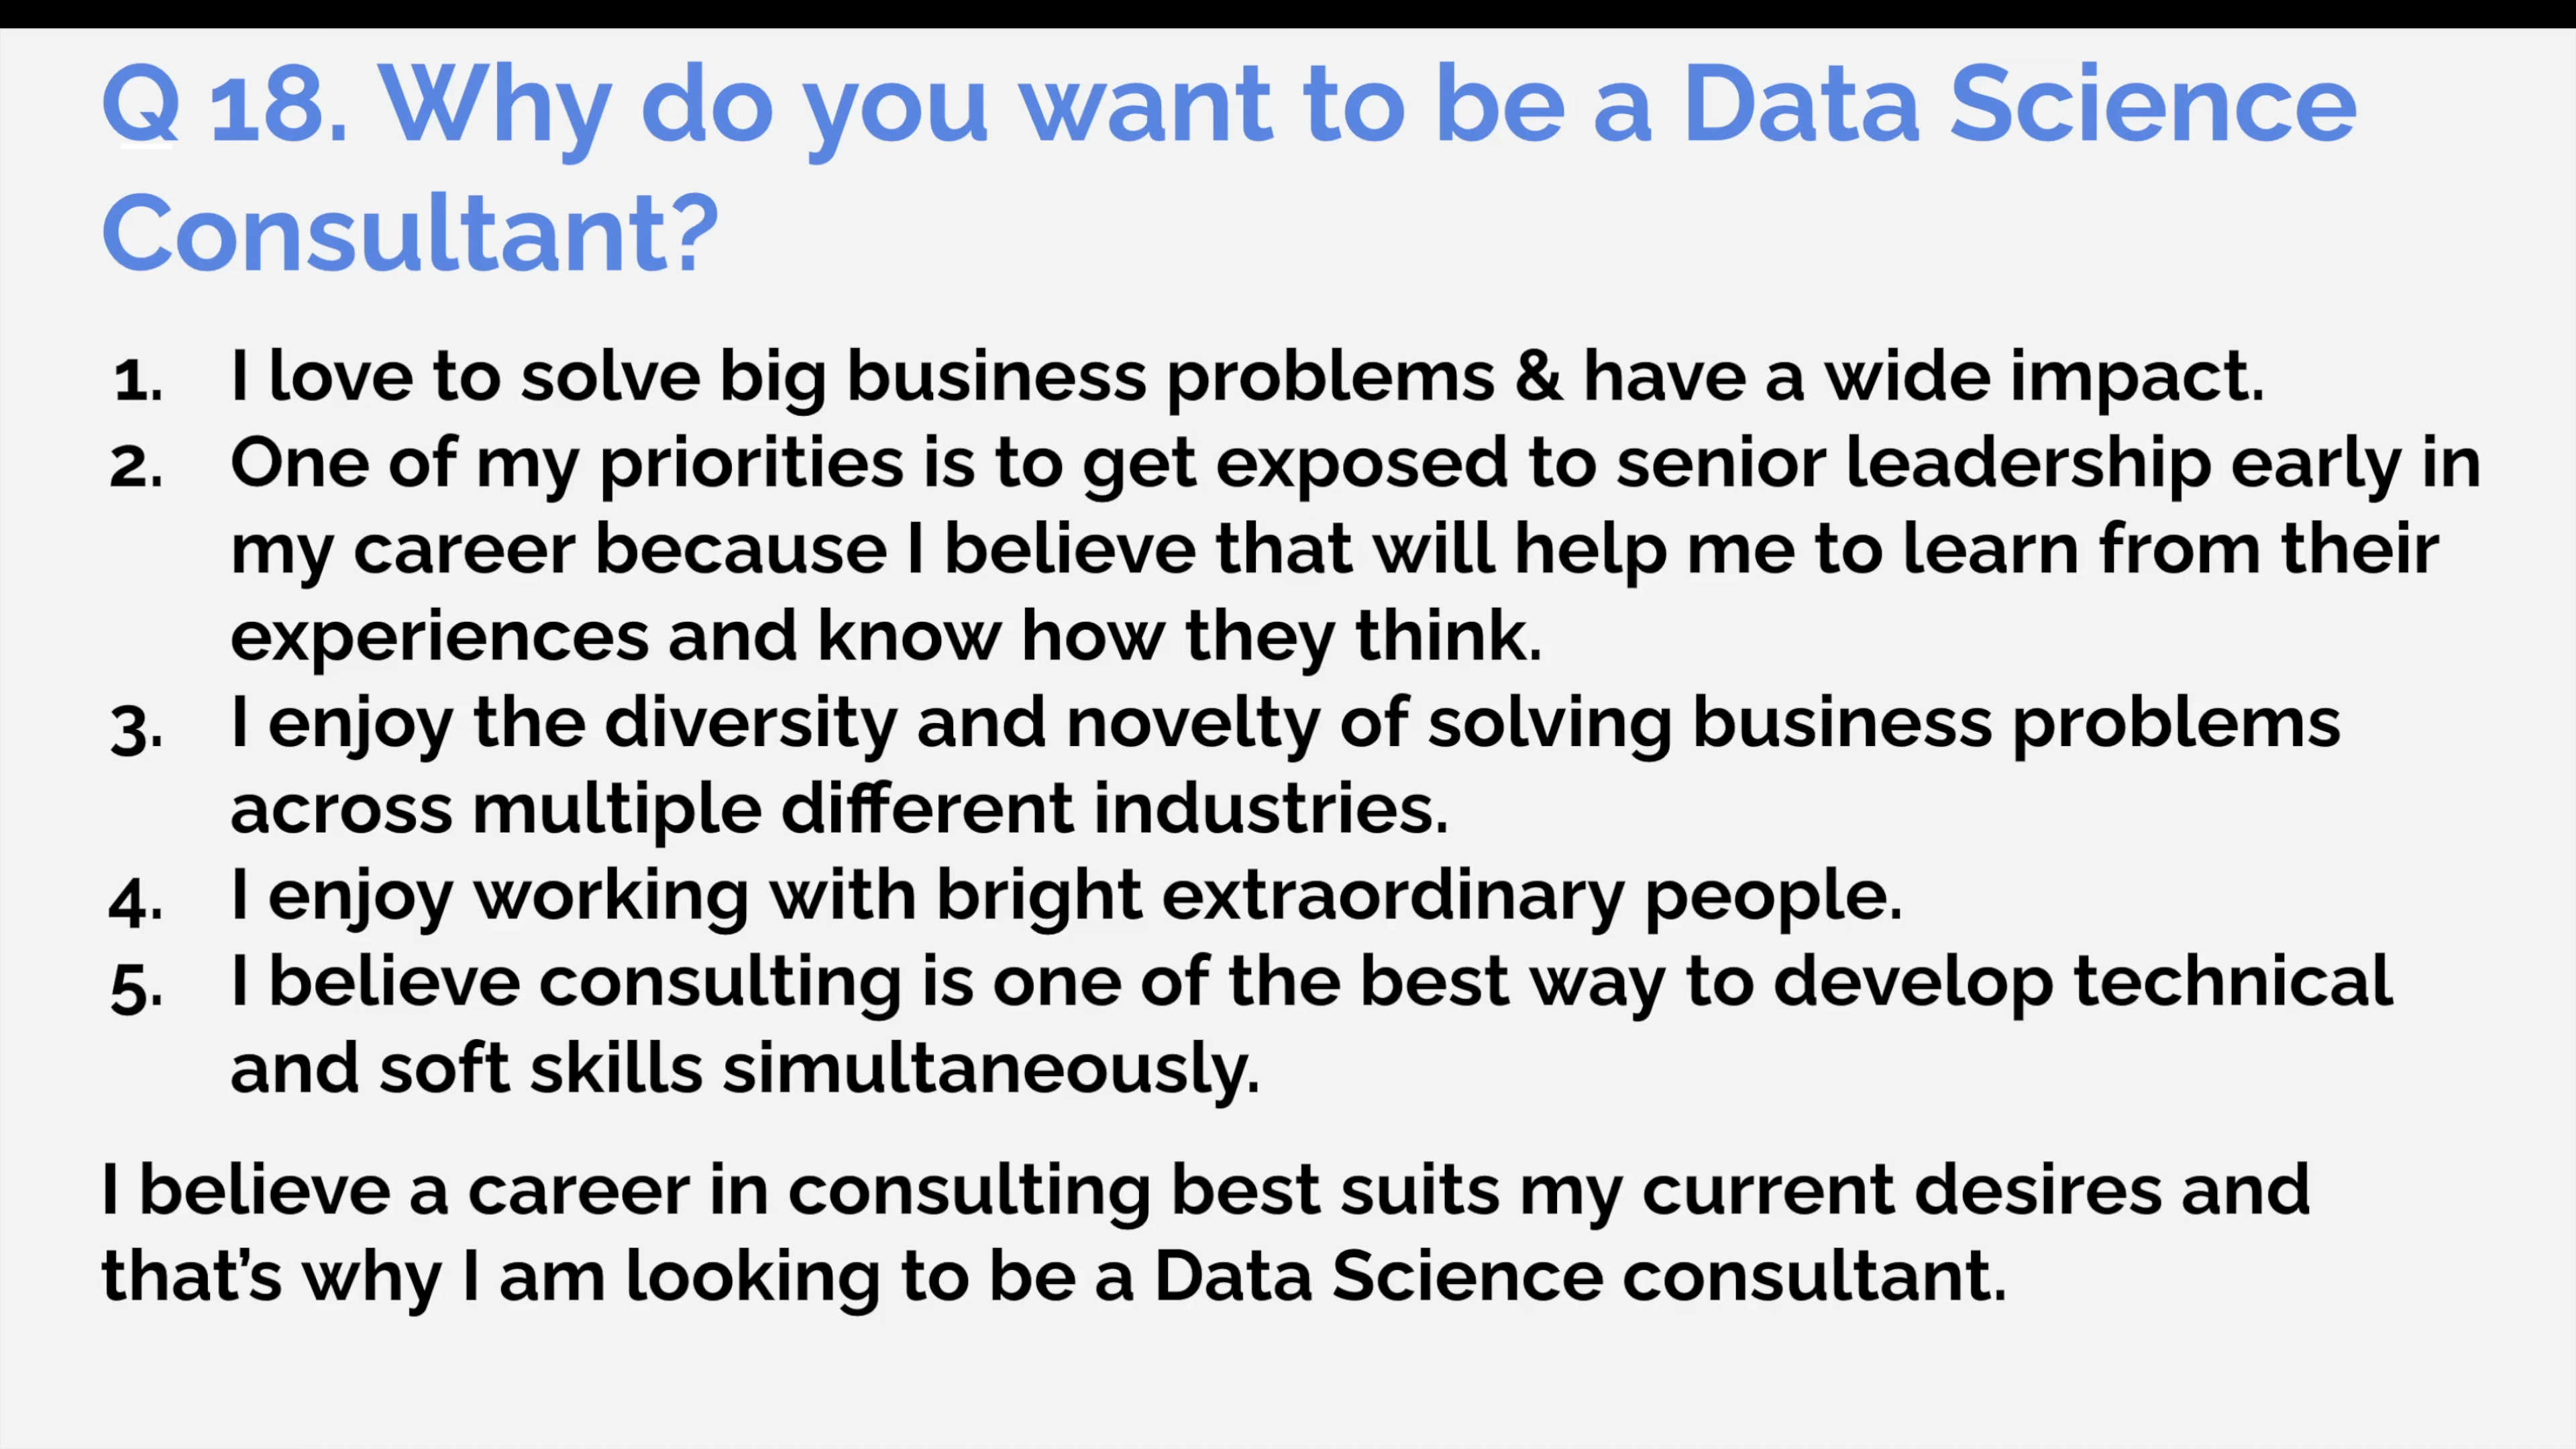 Q 18. Why do you want to be a Data Science
Consultant?
1. I love to solve big business problems & have a wide impact.
2. One of my priorities is to get exposed to senior leadership early in
my career because I believe that will help me to learn from their
experiences and know how they think.
3. I enjoy the diversity and novelty of solving business problems
across multiple different industries.
4. I enjoy working with bright extraordinary people.
5. I believe consulting is one of the best way to develop technical
and soft skills simultaneously.
I believe a career in consulting best suits my current desires and
that’s why I am looking to be a Data Science consultant.